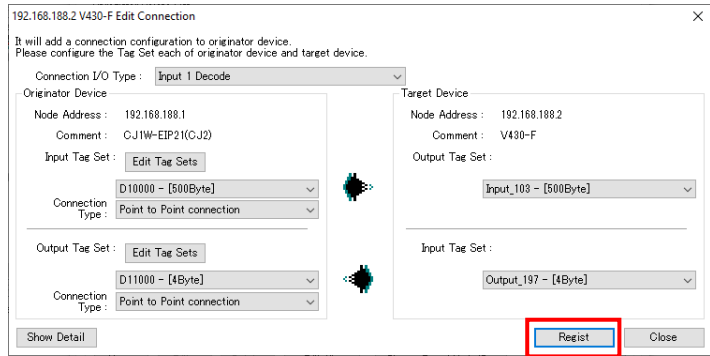 192.168.188.2 V430-F Edit Connection
It will add a connection configuration to originator device.
Please configure the Tag Set each of originator device and target device.
Connection I/O Type : Input 1 Decode
Originator Device
Node Address : 192.168.188.1
Comment : CJ1W-EIP21(CJ2)
Input Tag Set : Edit Tag Sets
D10000 - [500Byte]
Connection Type : Point to Point connection
Output Tag Set : Edit Tag Sets
D11000 - [4Byte]
Connection Type : Point to Point connection
Target Device
Node Address : 192.168.188.2
Comment : V430-F
Output Tag Set :
Input_103 - [500Byte]
Input Tag Set :
Output_197 - [4Byte]
Show Detail
Regist
Close